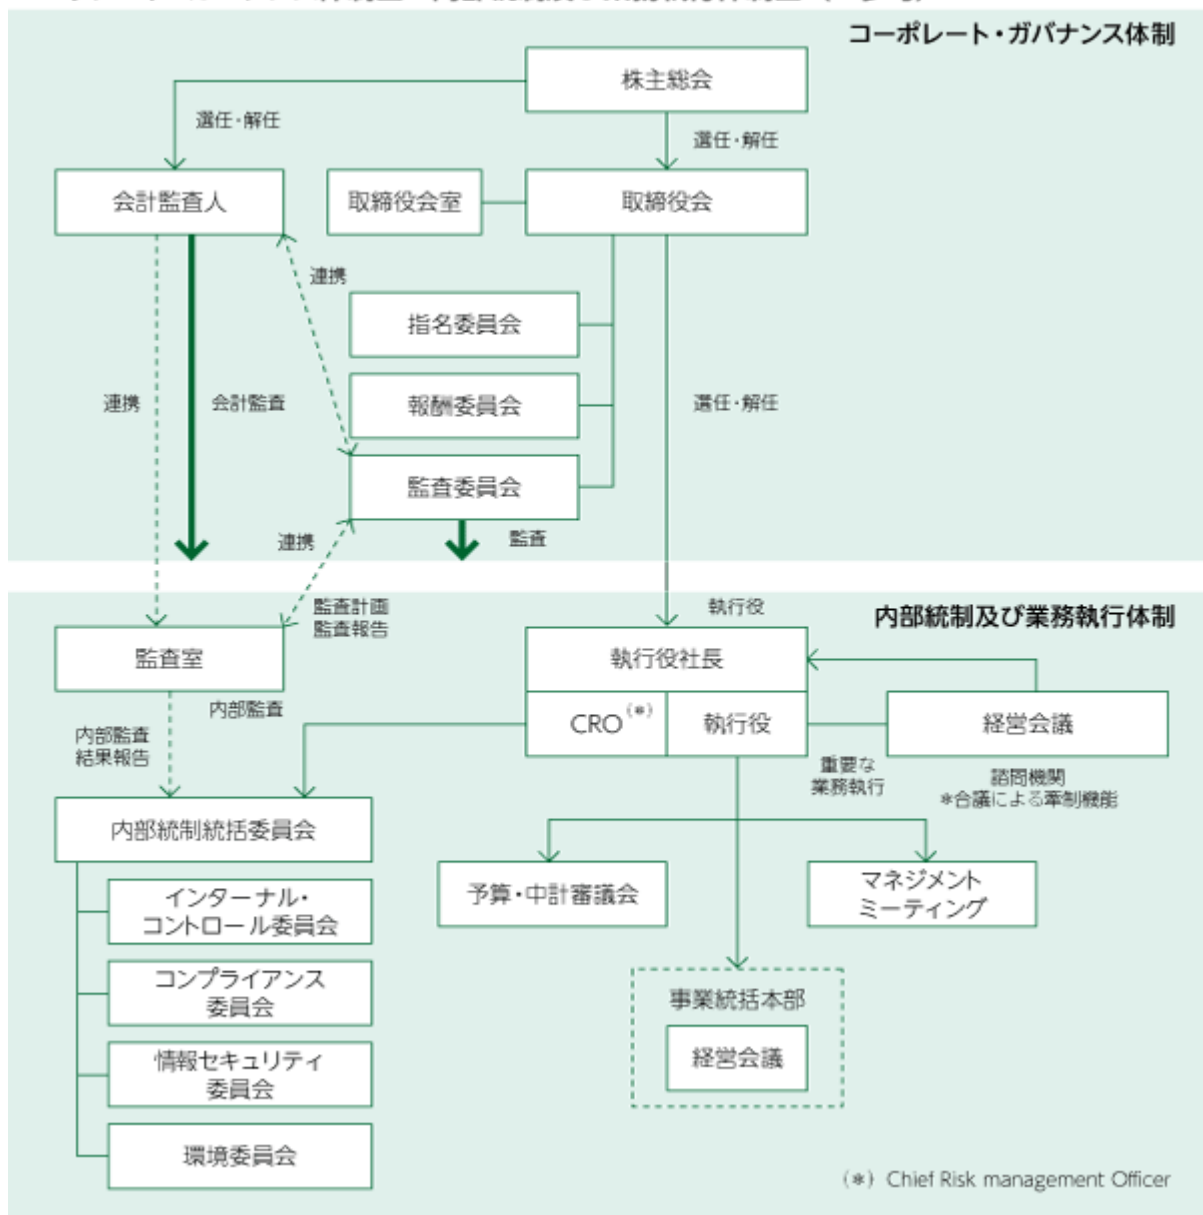 コーポレート・ガバナンス体制
株主総会
選任・解任
選任・解任
会計監査人
取締役会室
取締役会
連携
指名委員会
連携
会計監査
報酬委員会
選任・解任
監査委員会
連携
監査
監査計画
監査報告
執行役
内部統制及び業務執行体制
監査室
執行役社長
内部監査
CRO(*)
執行役
経営会議
内部監査
結果報告
重要な
業務執行
諮問機関
*合議による牽制機能
内部統制統括委員会
予算・中計審議会
マネジメント
ミーティング
インターナル・
コントロール委員会
コンプライアンス
委員会
事業統括本部
経営会議
情報セキュリティ
委員会
環境委員会
(*) Chief Risk management Officer